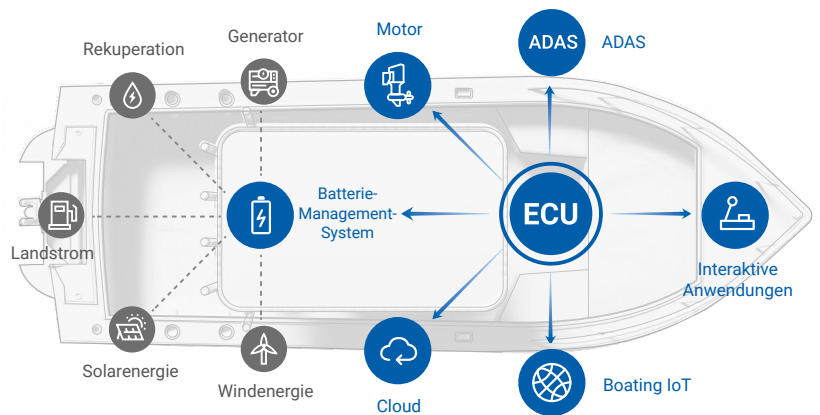 Rekuperation
Generator
Motor
ADAS
ADAS
Landstrom
Batterie-
Management-
System
ECU
Interaktive
Anwendungen
Solarenergie
Windenergie
Cloud
Boating IoT